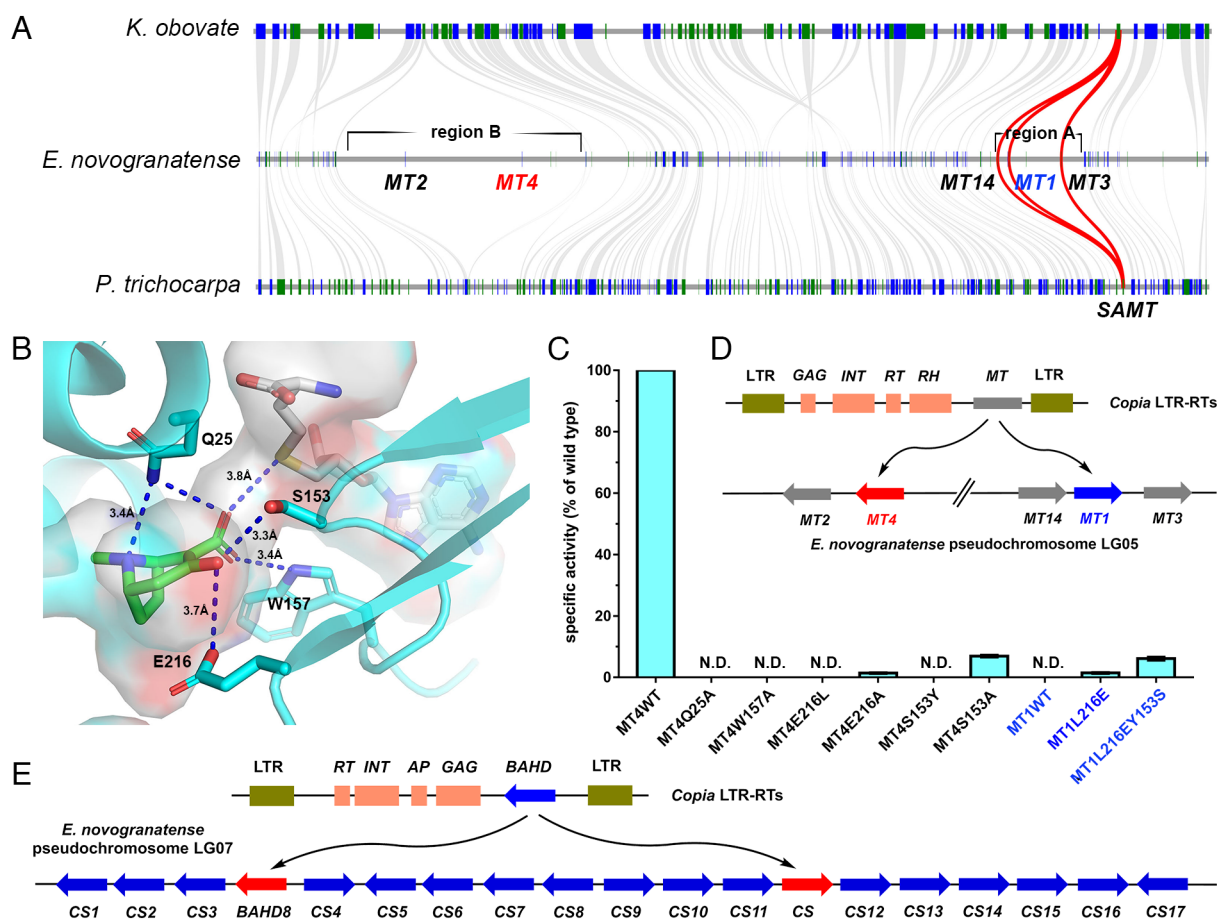 A
K. obovate
region B
region A
E. novogranatense
MT2
MT4
MT14
MT1
MT3
P. trichocarpa
SAMT
B
Q25
3.8Å
S153
3.4Å
3.3Å
3.4Å
W157
3.7Å
E216
C
specific activity (% of wild type)
100
80
60
40
20
0
N.D.
N.D.
N.D.
N.D.
N.D.
MT4WT
MT4Q25A
MT4W157A
MT4E216L
MT4E216A
MT4S153Y
MT4S153A
MT1WT
MT1L216E
MT1L216EY153S
D
LTR GAG INT RT RH MT LTR
Copia LTR-RTs
MT2 MT4 MT14 MT1 MT3
E. novogranatense pseudochromosome LG05
E
LTR RT INT AP GAG BAHD LTR
Copia LTR-RTs
E. novogranatense
pseudochromosome LG07
CS1 CS2 CS3 BAHD8 CS4 CS5 CS6 CS7 CS8 CS9 CS10 CS11 CS CS12 CS13 CS14 CS15 CS16 CS17